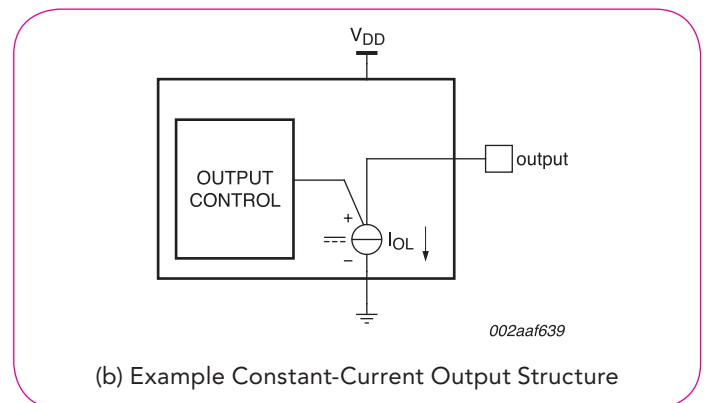 VDD
OUTPUT
CONTROL
output
+
IOL
−
002aaf639
(b) Example Constant-Current Output Structure